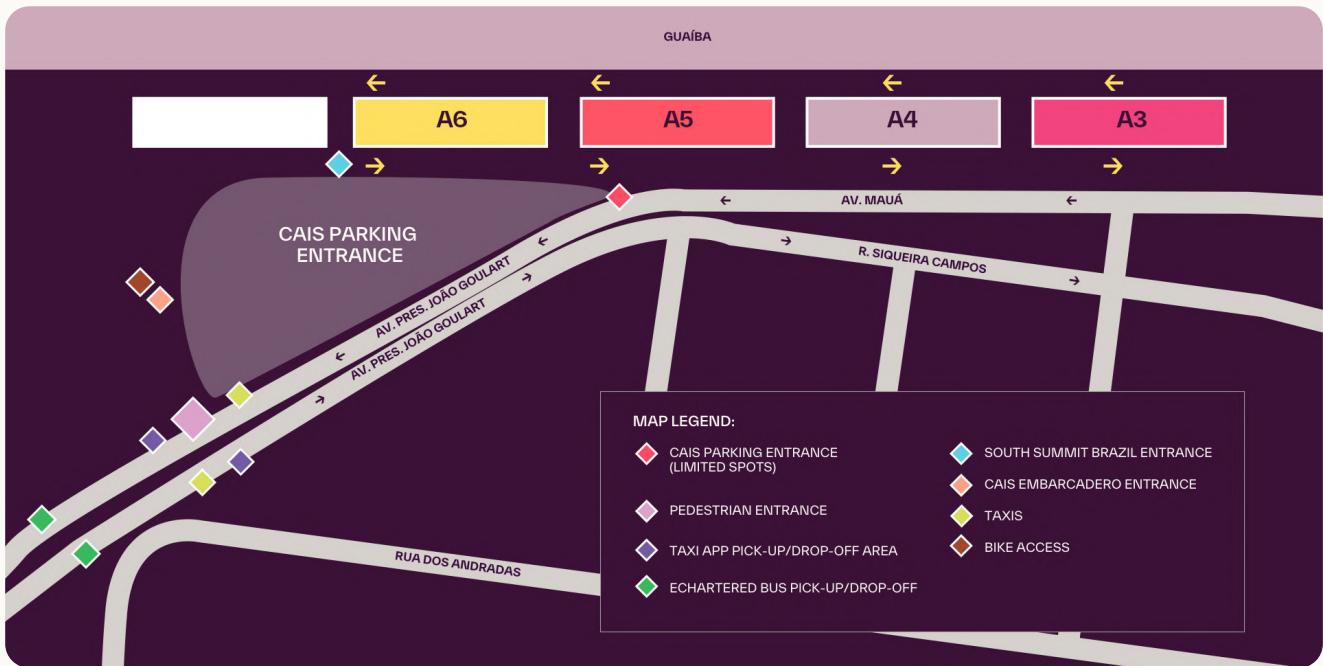 GUAÍBA
A6
A5
A4
A3
CAIS PARKING
ENTRANCE
AV. MAUÁ
R. SIQUEIRA CAMPOS
AV. PRES. JOÃO GOULART
AV. PRES. JOÃO GOULART
RUA DOS ANDRADAS
MAP LEGEND:
CAIS PARKING ENTRANCE
(LIMITED SPOTS)
PEDESTRIAN ENTRANCE
TAXI APP PICK-UP/DROP-OFF AREA
ECHARTERED BUS PICK-UP/DROP-OFF
SOUTH SUMMIT BRAZIL ENTRANCE
CAIS EMBARCADERO ENTRANCE
TAXIS
BIKE ACCESS